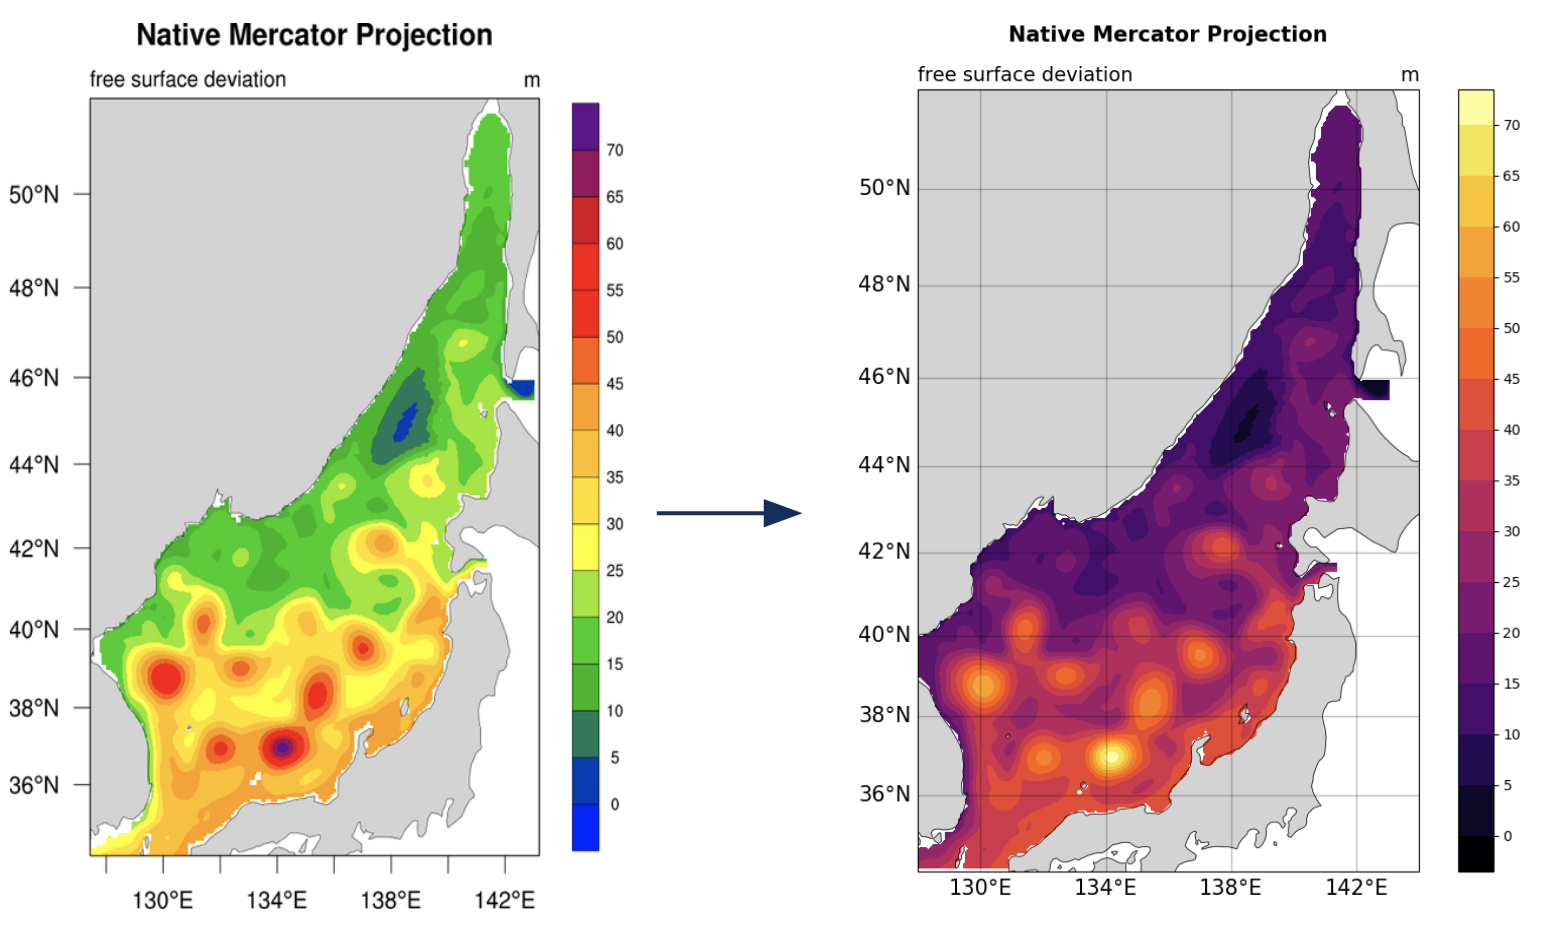 Native Mercator Projection
free surface deviation m
50°N
48°N
46°N
44°N
42°N
40°N
38°N
36°N
130°E 134°E 138°E 142°E
70
65
60
55
50
45
40
35
30
25
20
15
10
5
0
Native Mercator Projection
free surface deviation m
50°N
48°N
46°N
44°N
42°N
40°N
38°N
36°N
130°E 134°E 138°E 142°E
70
65
60
55
50
45
40
35
30
25
20
15
10
5
0